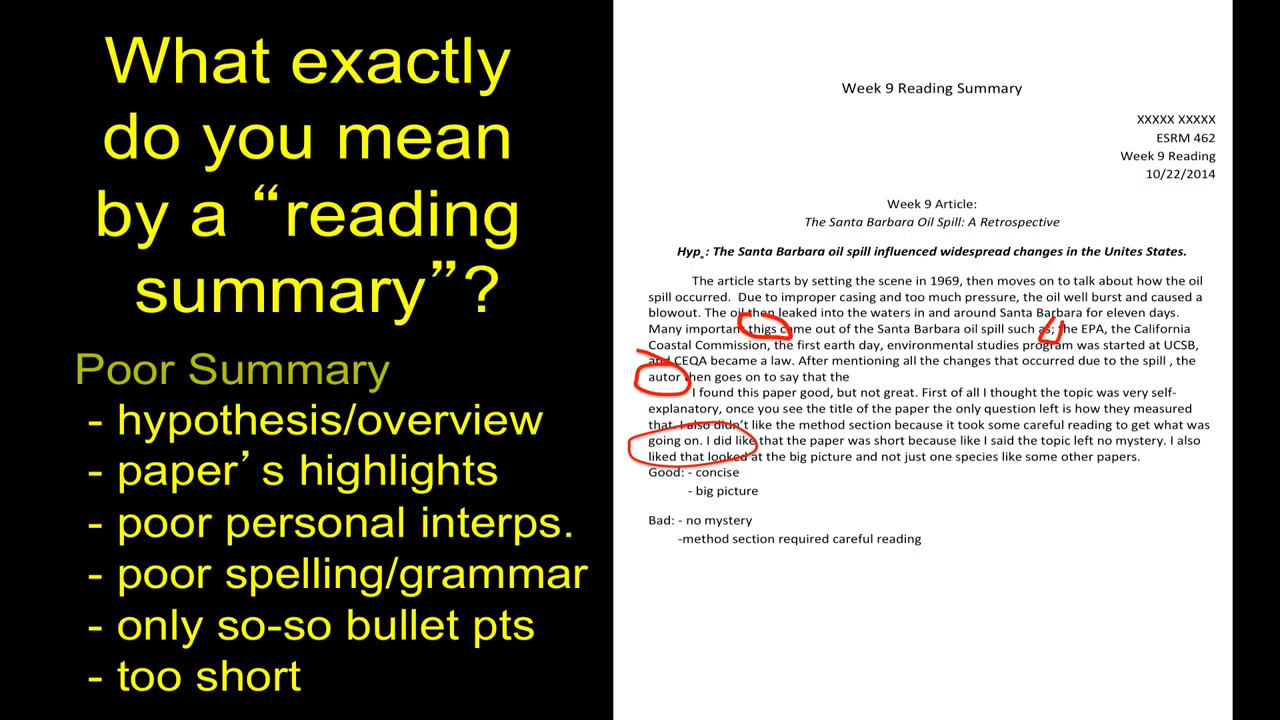 What exactly
do you mean
by a “reading
summary”?
Poor Summary
- hypothesis/overview
- paper’s highlights
- poor personal interps.
- poor spelling/grammar
- only so-so bullet pts
- too short
Week 9 Reading Summary
XXXXX XXXXX
ESRM 462
Week 9 Reading
10/22/2014
Week 9 Article:
The Santa Barbara Oil Spill: A Retrospective
Hyp. : The Santa Barbara oil spill influenced widespread changes in the Unites States.
The article starts by setting the scene in 1969, then moves on to talk about how the oil
spill occurred. Due to improper casing and too much pressure, the oil well burst and caused a
blowout. The oil then leaked into the waters in and around Santa Barbara for eleven days.
Many important thigs came out of the Santa Barbara oil spill such as; the EPA, the California
Coastal Commission, the first earth day, environmental studies program was started at UCSB,
and CEQA became a law. After mentioning all the changes that occurred due to the spill , the
autor then goes on to say that the
I found this paper good, but not great. First of all I thought the topic was very self-
explanatory, once you see the title of the paper the only question left is how they measured
that. I also didn’t like the method section because it took some careful reading to get what was
going on. I did like that the paper was short because like I said the topic left no mystery. I also
liked that looked at the big picture and not just one species like some other papers.
Good: - concise
- big picture
Bad: - no mystery
-method section required careful reading